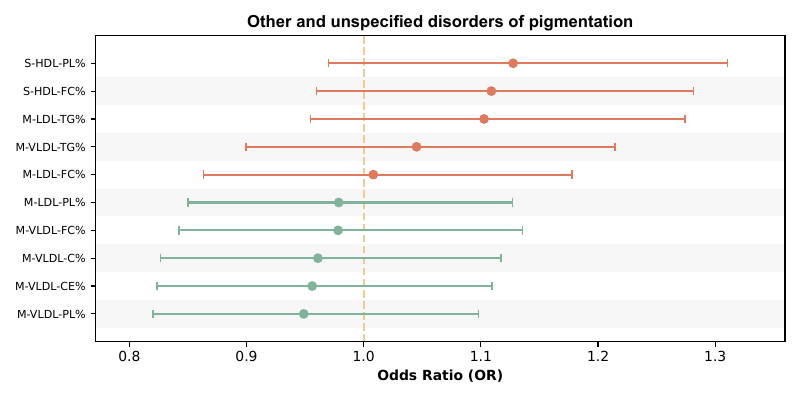 Other and unspecified disorders of pigmentation
S-HDL-PL%
S-HDL-FC%
M-LDL-TG%
M-VLDL-TG%
M-LDL-FC%
M-LDL-PL%
M-VLDL-FC%
M-VLDL-C%
M-VLDL-CE%
M-VLDL-PL%
0.8 0.9 1.0 1.1 1.2 1.3
Odds Ratio (OR)